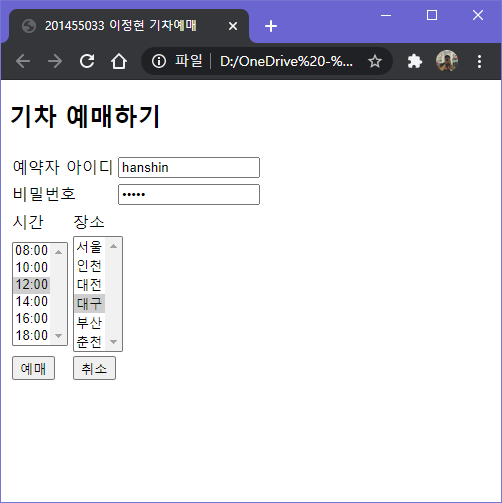 201455033 이정현 기차예매
파일 D:/OneDrive%20-%...
기차 예매하기
예약자 아이디 hanshin
비밀번호 •••••
시간 장소
08:00
10:00
12:00
14:00
16:00
18:00
서울
인천
대전
대구
부산
춘천
예매 취소